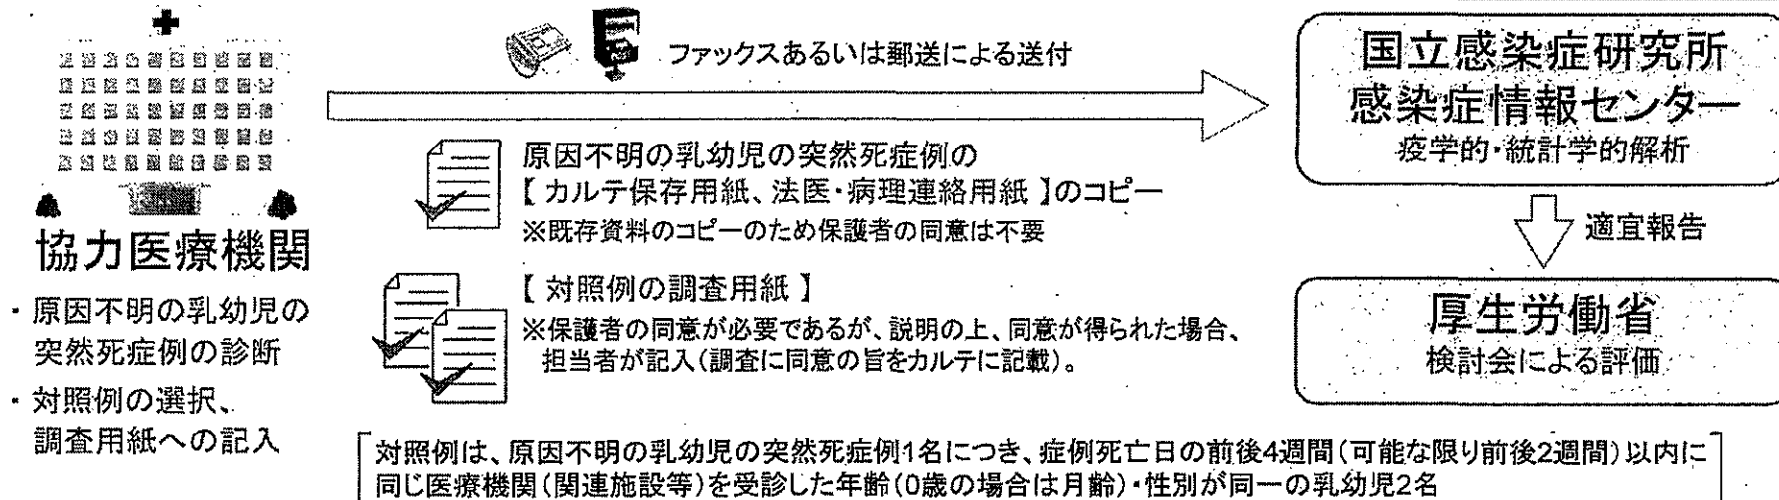 ファックスあるいは郵送による送付
国立感染症研究所
感染症情報センター
疫学的・統計学的解析
原因不明の乳幼児の突然死症例の
【 カルテ保存用紙、法医・病理連絡用紙 】のコピー
※既存資料のコピーのため保護者の同意は不要
適宜報告
協力医療機関
・原因不明の乳幼児の
突然死症例の診断
・対照例の選択、
調査用紙への記入
【 対照例の調査用紙 】
※保護者の同意が必要であるが、説明の上、同意が得られた場合、
担当者が記入(調査に同意の旨をカルテに記載)。
厚生労働省
検討会による評価
対照例は、原因不明の乳幼児の突然死症例1名につき、症例死亡日の前後4週間(可能な限り前後2週間)以内に
同じ医療機関(関連施設等)を受診した年齢(0歳の場合は月齢)・性別が同一の乳幼児2名